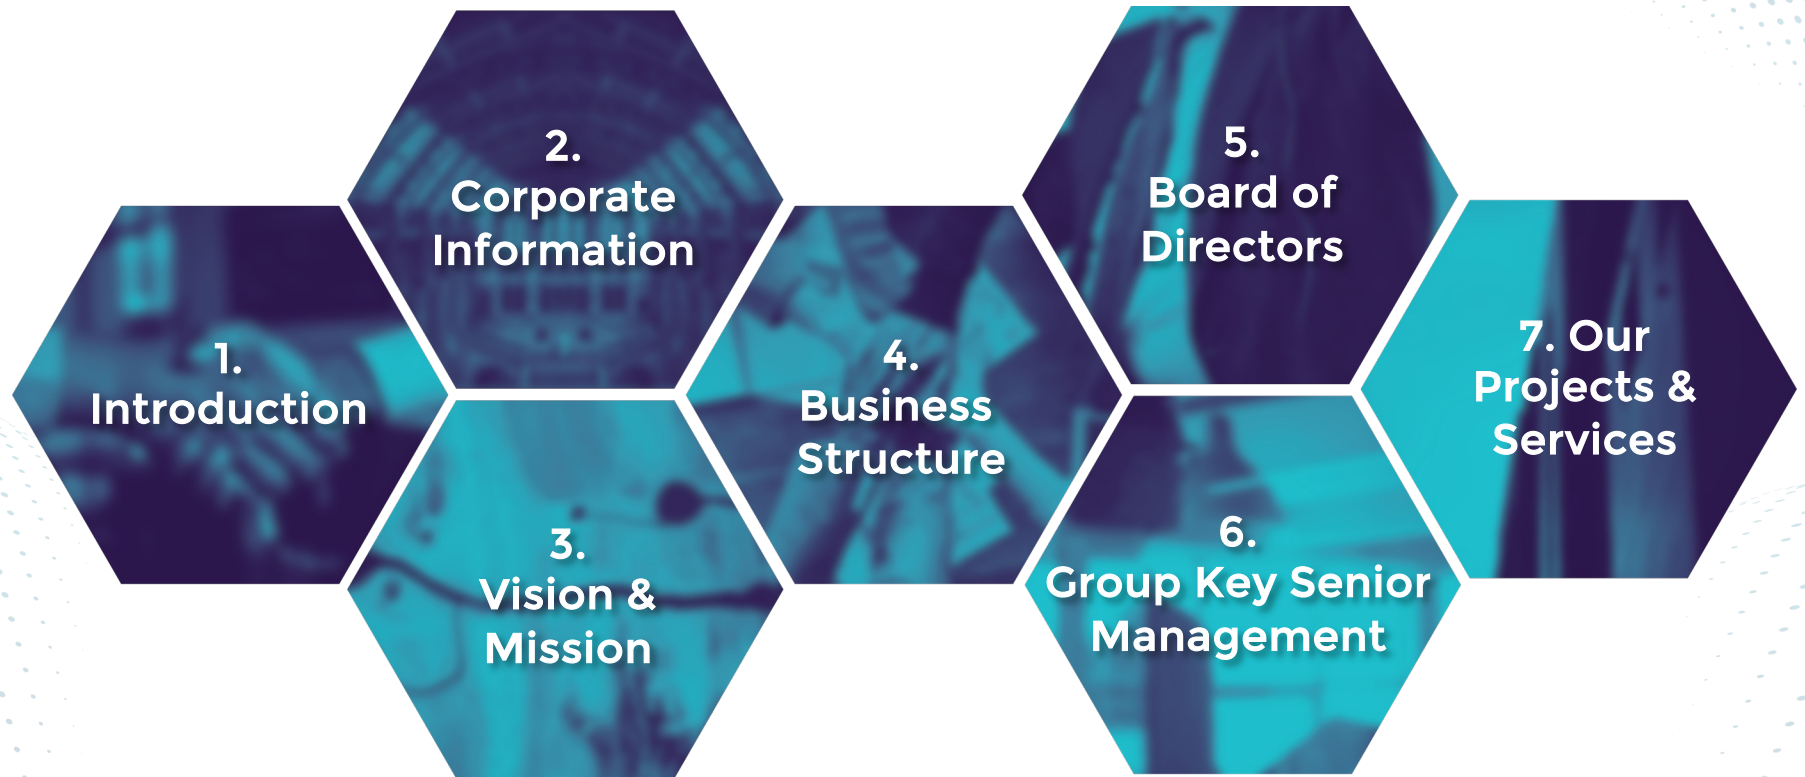 1.
Introduction
2.
Corporate
Information
3.
Vision &
Mission
4.
Business
Structure
5.
Board of
Directors
6.
Group Key Senior
Management
7. Our
Projects &
Services